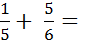 1/5 + 5/6 =